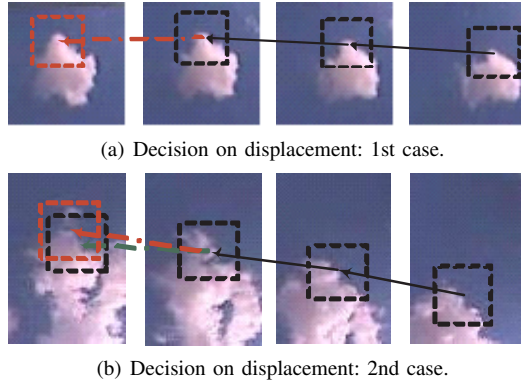 (a) Decision on displacement: 1st case.
(b) Decision on displacement: 2nd case.